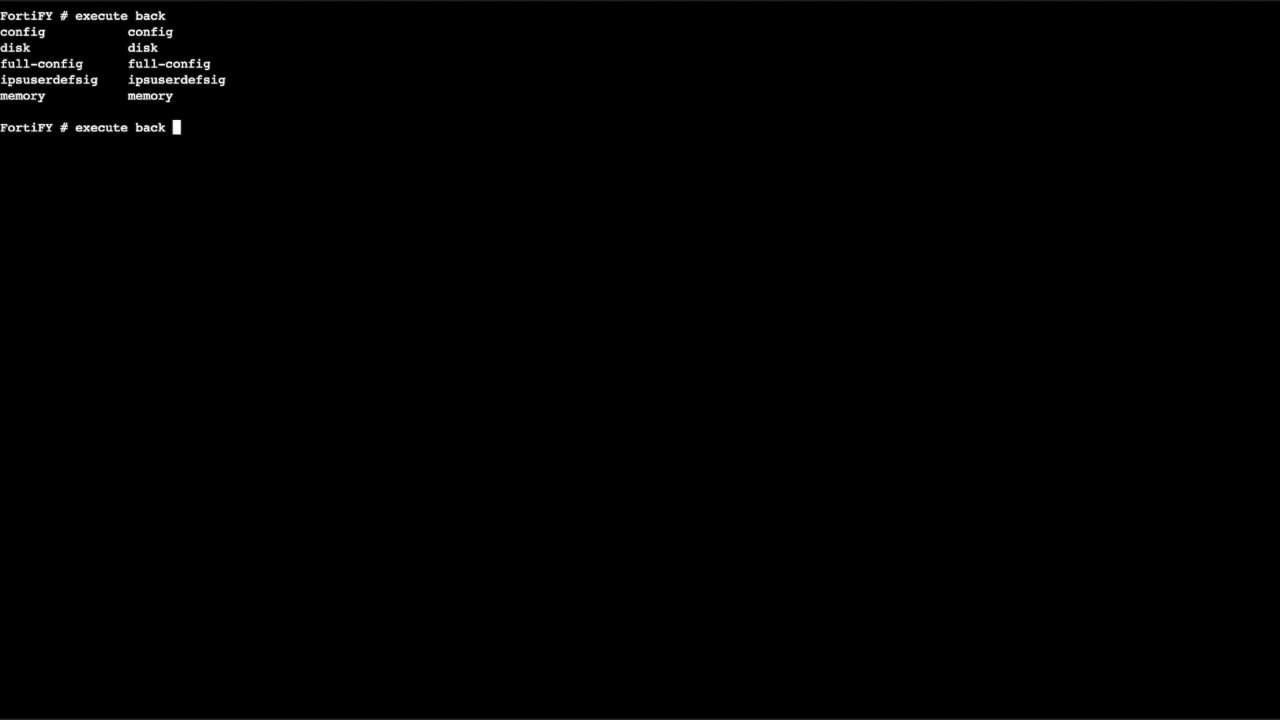 FortiFY # execute back
config           config
disk             disk
full-config      full-config
ipsuserdefsig    ipsuserdefsig
memory           memory
FortiFY # execute back